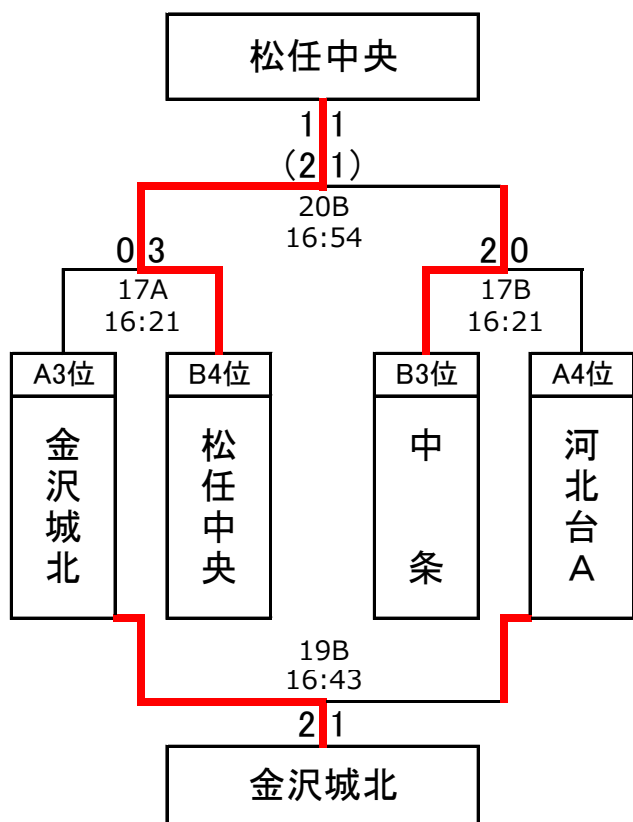 松任中央
1 1
(2 1)
20B
16:54
0 3
17A
16:21
2 0
17B
16:21
A3位
金沢城北
B4位
松任中央
B3位
中条
A4位
河北台A
19B
16:43
2 1
金沢城北